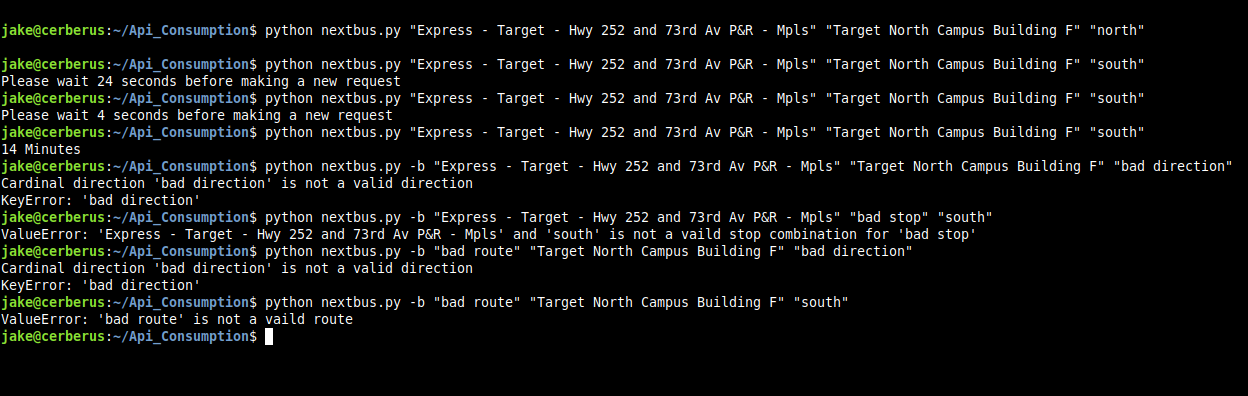 jake@cerberus:~/Api_Consumption$ python nextbus.py "Express - Target - Hwy 252 and 73rd Av P&R - Mpls" "Target North Campus Building F" "north"
jake@cerberus:~/Api_Consumption$ python nextbus.py "Express - Target - Hwy 252 and 73rd Av P&R - Mpls" "Target North Campus Building F" "south"
Please wait 24 seconds before making a new request
jake@cerberus:~/Api_Consumption$ python nextbus.py "Express - Target - Hwy 252 and 73rd Av P&R - Mpls" "Target North Campus Building F" "south"
Please wait 4 seconds before making a new request
jake@cerberus:~/Api_Consumption$ python nextbus.py "Express - Target - Hwy 252 and 73rd Av P&R - Mpls" "Target North Campus Building F" "south"
14 Minutes
jake@cerberus:~/Api_Consumption$ python nextbus.py -b "Express - Target - Hwy 252 and 73rd Av P&R - Mpls" "Target North Campus Building F" "bad direction"
Cardinal direction 'bad direction' is not a valid direction
KeyError: 'bad direction'
jake@cerberus:~/Api_Consumption$ python nextbus.py -b "Express - Target - Hwy 252 and 73rd Av P&R - Mpls" "bad stop" "south"
ValueError: 'Express - Target - Hwy 252 and 73rd Av P&R - Mpls' and 'south' is not a vaild stop combination for 'bad stop'
jake@cerberus:~/Api_Consumption$ python nextbus.py -b "bad route" "Target North Campus Building F" "bad direction"
Cardinal direction 'bad direction' is not a valid direction
KeyError: 'bad direction'
jake@cerberus:~/Api_Consumption$ python nextbus.py -b "bad route" "Target North Campus Building F" "south"
ValueError: 'bad route' is not a vaild route
jake@cerberus:~/Api_Consumption$